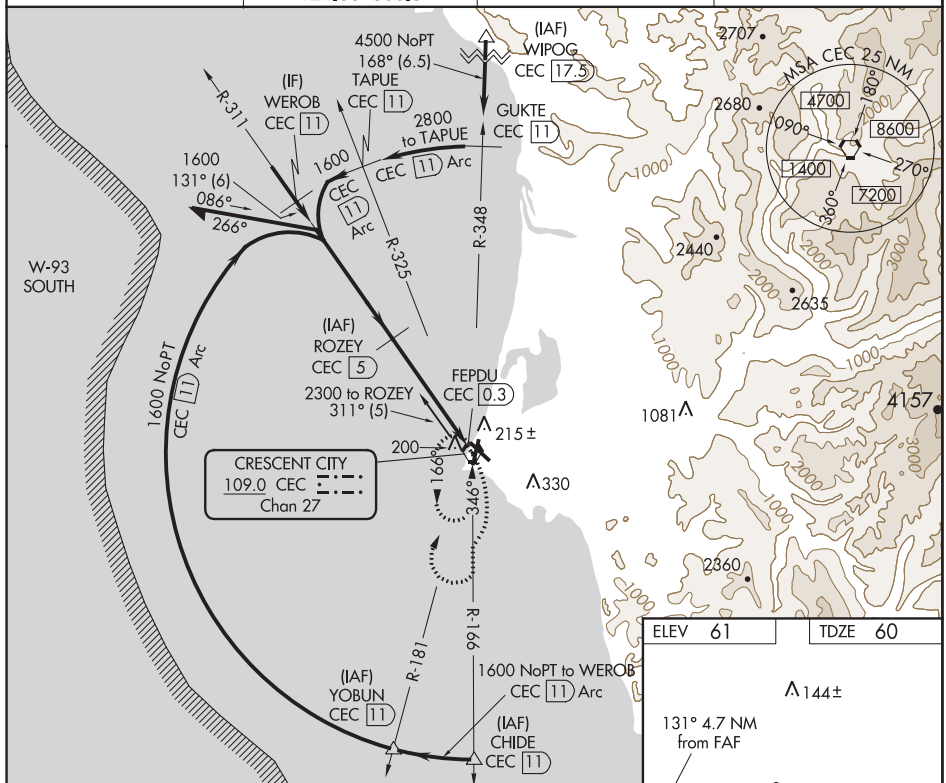 4500 NoPT
168° (6.5)
(IAF)
WIPOG
CEC 17.5
2707
MSA CEC 25 NM
180°
4700
090°
8600
1400
270°
7200
360°
(IF)
WEROB
CEC 11
TAPUE
CEC 11
GUKTE
CEC 11
2680
R-311
2800
to TAPUE
1600
CEC 11 Arc
CEC
11
Arc
1000
1600
131° (6)
086°
266°
R-325
R-348
2440
2000
3000
2635
W-93
SOUTH
1000
1000
1600 NoPT
CEC 11 Arc
(IAF)
ROZEY
CEC 5
FEPDU
CEC 0.3
2300 to ROZEY
311° (5)
4157
1081
215±
200
3000
2000
CRESCENT CITY
109.0 CEC
Chan 27
166°
346°
330
2360
1000
R-181
R-166
1600 NoPT to WEROB
CEC 11 Arc
(IAF)
YOBUN
CEC 11
(IAF)
CHIDE
CEC 11
ELEV 61
TDZE 60
144±
131° 4.7 NM
from FAF